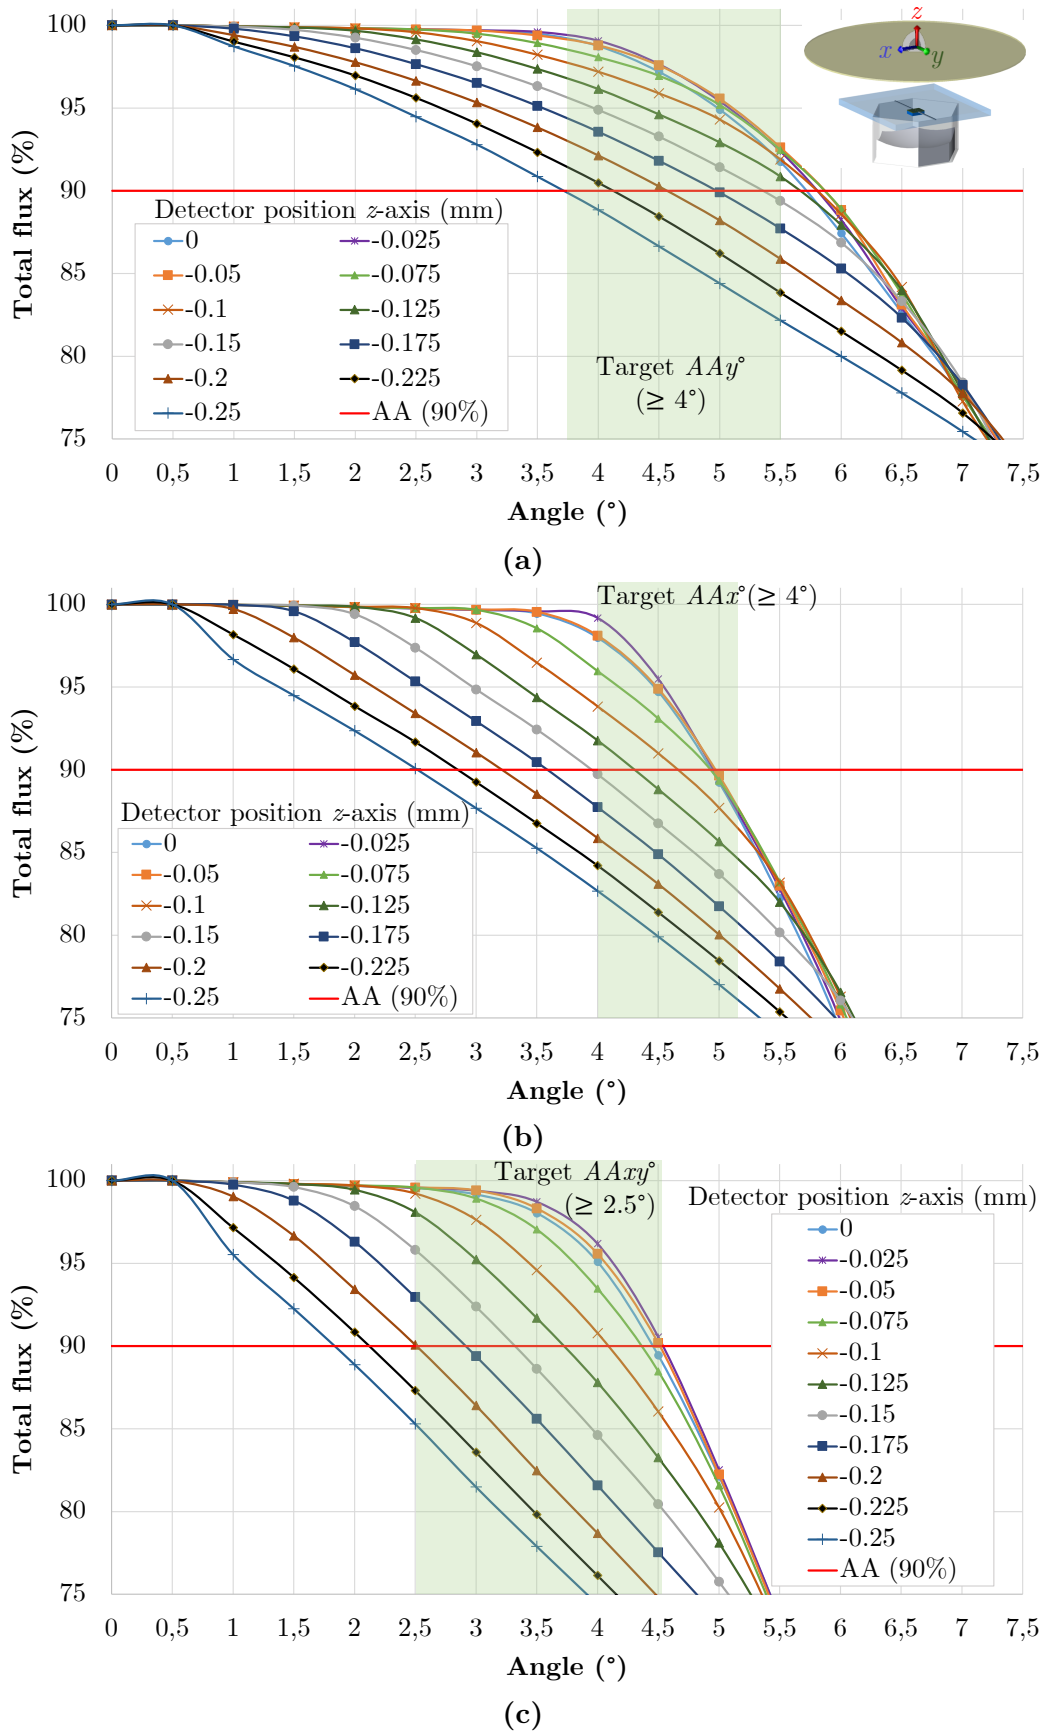 100
95
90
85
80
75
Total flux (%)
z
x
y
Detector position z-axis (mm)
0
-0.025
-0.05
-0.075
-0.1
-0.125
-0.15
-0.175
-0.2
-0.225
-0.25
AA (90%)
Target AAy°
(≥ 4°)
0 0,5 1 1,5 2 2,5 3 3,5 4 4,5 5 5,5 6 6,5 7 7,5
Angle (°)
(a)
100
95
90
85
80
75
Total flux (%)
Target AAx°(≥ 4°)
Detector position z-axis (mm)
0
-0.025
-0.05
-0.075
-0.1
-0.125
-0.15
-0.175
-0.2
-0.225
-0.25
AA (90%)
0 0,5 1 1,5 2 2,5 3 3,5 4 4,5 5 5,5 6 6,5 7 7,5
Angle (°)
(b)
100
95
90
85
80
75
Total flux (%)
Target AAxy°
(≥ 2.5°)
Detector position z-axis (mm)
0
-0.025
-0.05
-0.075
-0.1
-0.125
-0.15
-0.175
-0.2
-0.225
-0.25
AA (90%)
0 0,5 1 1,5 2 2,5 3 3,5 4 4,5 5 5,5 6 6,5 7 7,5
Angle (°)
(c)